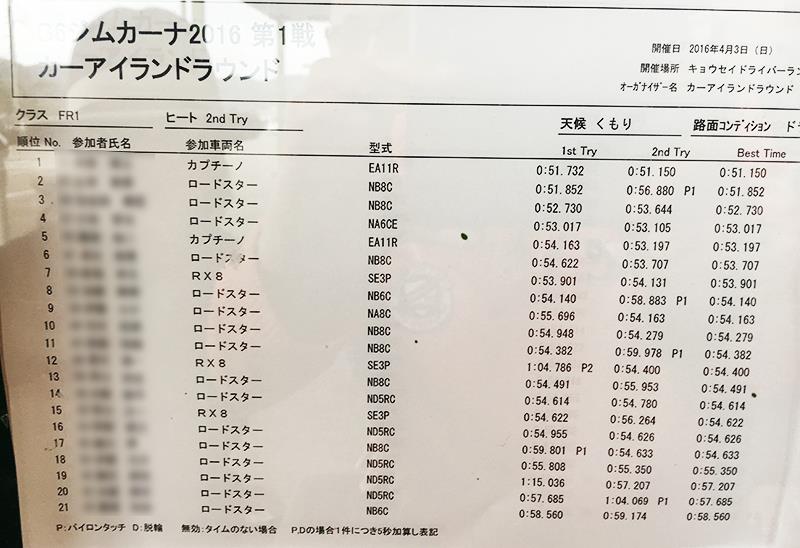 G6ジムカーナ2016 第1戦
カーアイランドラウンド
開催日 2016年4月3日(日)
開催場所 キョウセイドライバーラン
オーガナイザー名 カーアイランドラウンド
クラス FR1 ヒート 2nd Try 天候 くもり 路面コンディション ド
順位 No. 参加者氏名 参加車両名 型式 1st Try 2nd Try Best Time
1 カプチーノ EA11R 0:51.732 0:51.150 0:51.150
2 ロードスター NB8C 0:51.852 0:56.880 P1 0:51.852
3 ロードスター NB8C 0:52.730 0:53.644 0:52.730
4 ロードスター NA6CE 0:53.017 0:53.105 0:53.017
5 カプチーノ EA11R 0:54.163 0:53.197 0:53.197
6 ロードスター NB8C 0:54.622 0:53.707 0:53.707
7 RX8 SE3P 0:53.901 0:54.131 0:53.901
8 ロードスター NB6C 0:54.140 0:58.883 P1 0:54.140
9 ロードスター NA8C 0:55.696 0:54.163 0:54.163
10 ロードスター NB8C 0:54.948 0:54.279 0:54.279
11 ロードスター NB8C 0:54.382 0:59.978 P1 0:54.382
12 RX8 SE3P 1:04.786 P2 0:54.400 0:54.400
13 ロードスター NB8C 0:54.491 0:55.953 0:54.491
14 ロードスター ND5RC 0:54.614 0:54.780 0:54.614
15 RX8 SE3P 0:54.622 0:56.264 0:54.622
16 ロードスター ND5RC 0:54.955 0:54.626 0:54.626
17 ロードスター NB8C 0:59.801 P1 0:54.633 0:54.633
18 ロードスター ND5RC 0:55.808 0:55.350 0:55.350
19 ロードスター ND5RC 1:15.036 0:57.207 0:57.207
20 ロードスター ND5RC 0:57.685 1:04.069 P1 0:57.685
21 ロードスター NB6C 0:58.560 0:59.174 0:58.560
P:パイロンタッチ D:脱輪 無効:タイムのない場合 P,Dの場合1件につき5秒加算し表記